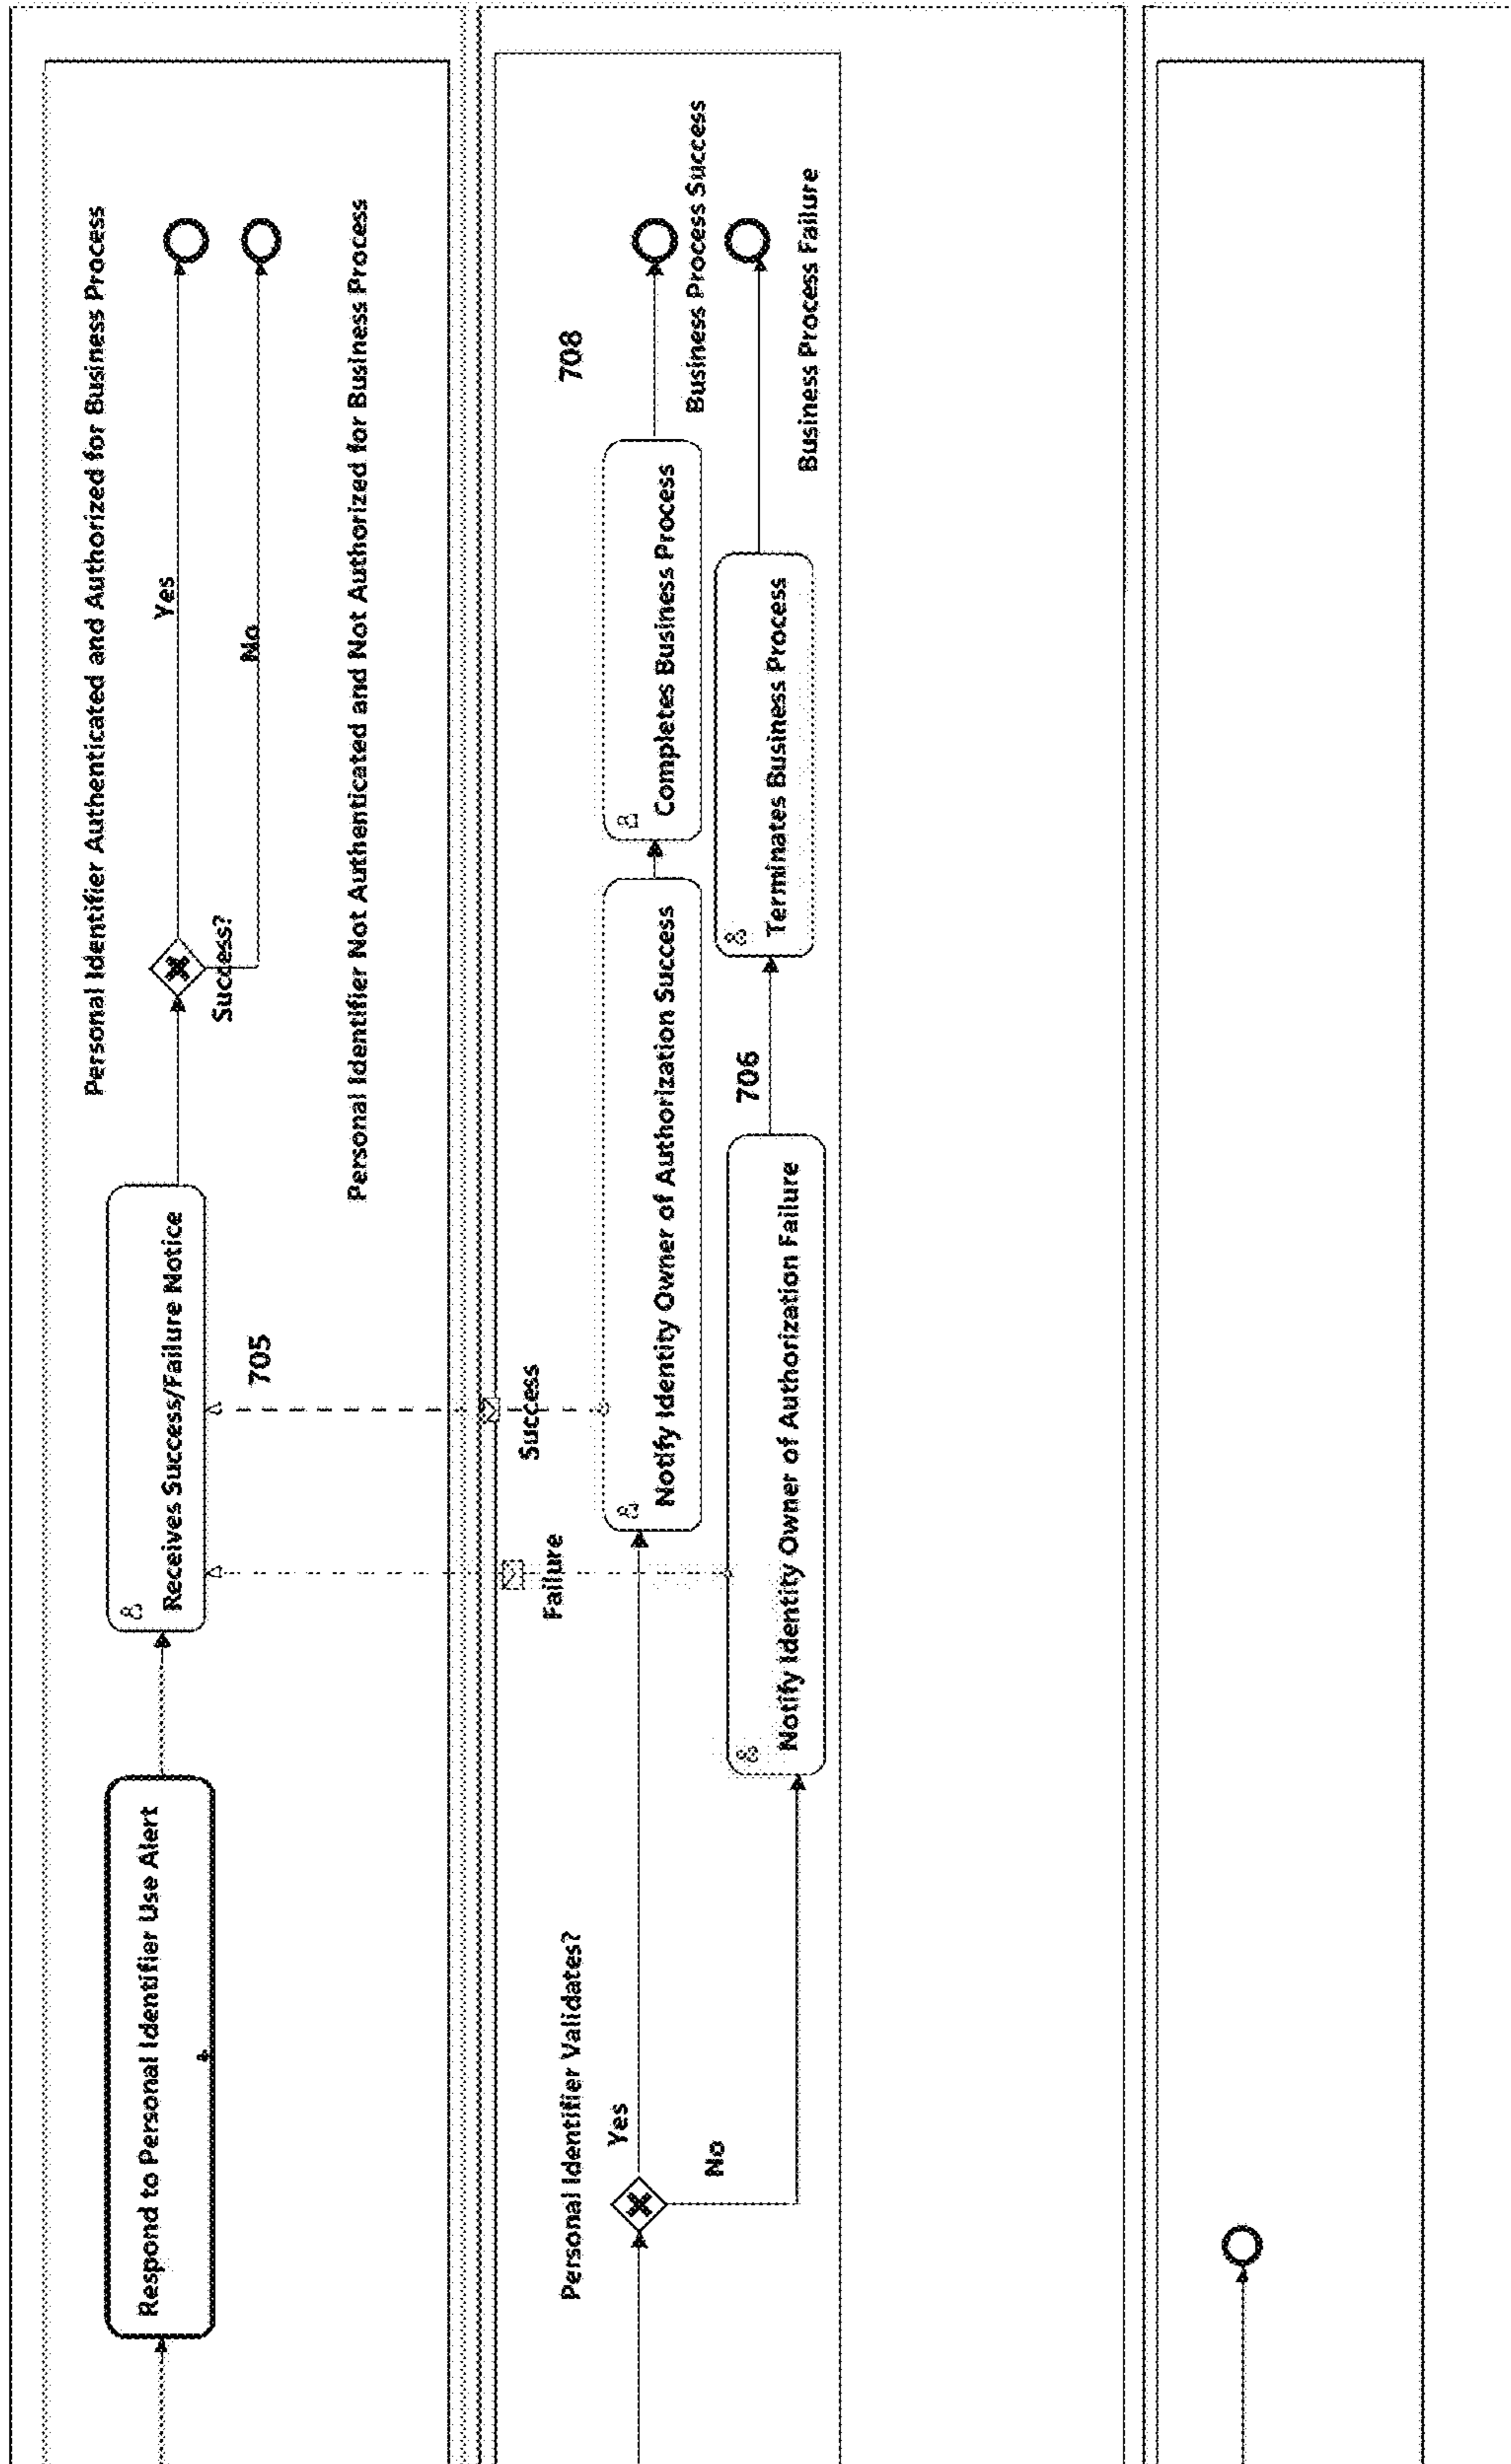 Personal Identifier Authenticated and Authorized for Business Process
Respond to Personal Identifier Use Alert
Receives Success/Failure Notice
Success?
Yes
No
705
Personal Identifier Not Authenticated and Not Authorized for Business Process
Success
Failure
Personal Identifier Validates?
Yes
No
708
Notify Identity Owner of Authorization Success
Completes Business Process
Business Process Success
706
Notify Identity Owner of Authorization Failure
Terminates Business Process
Business Process Failure